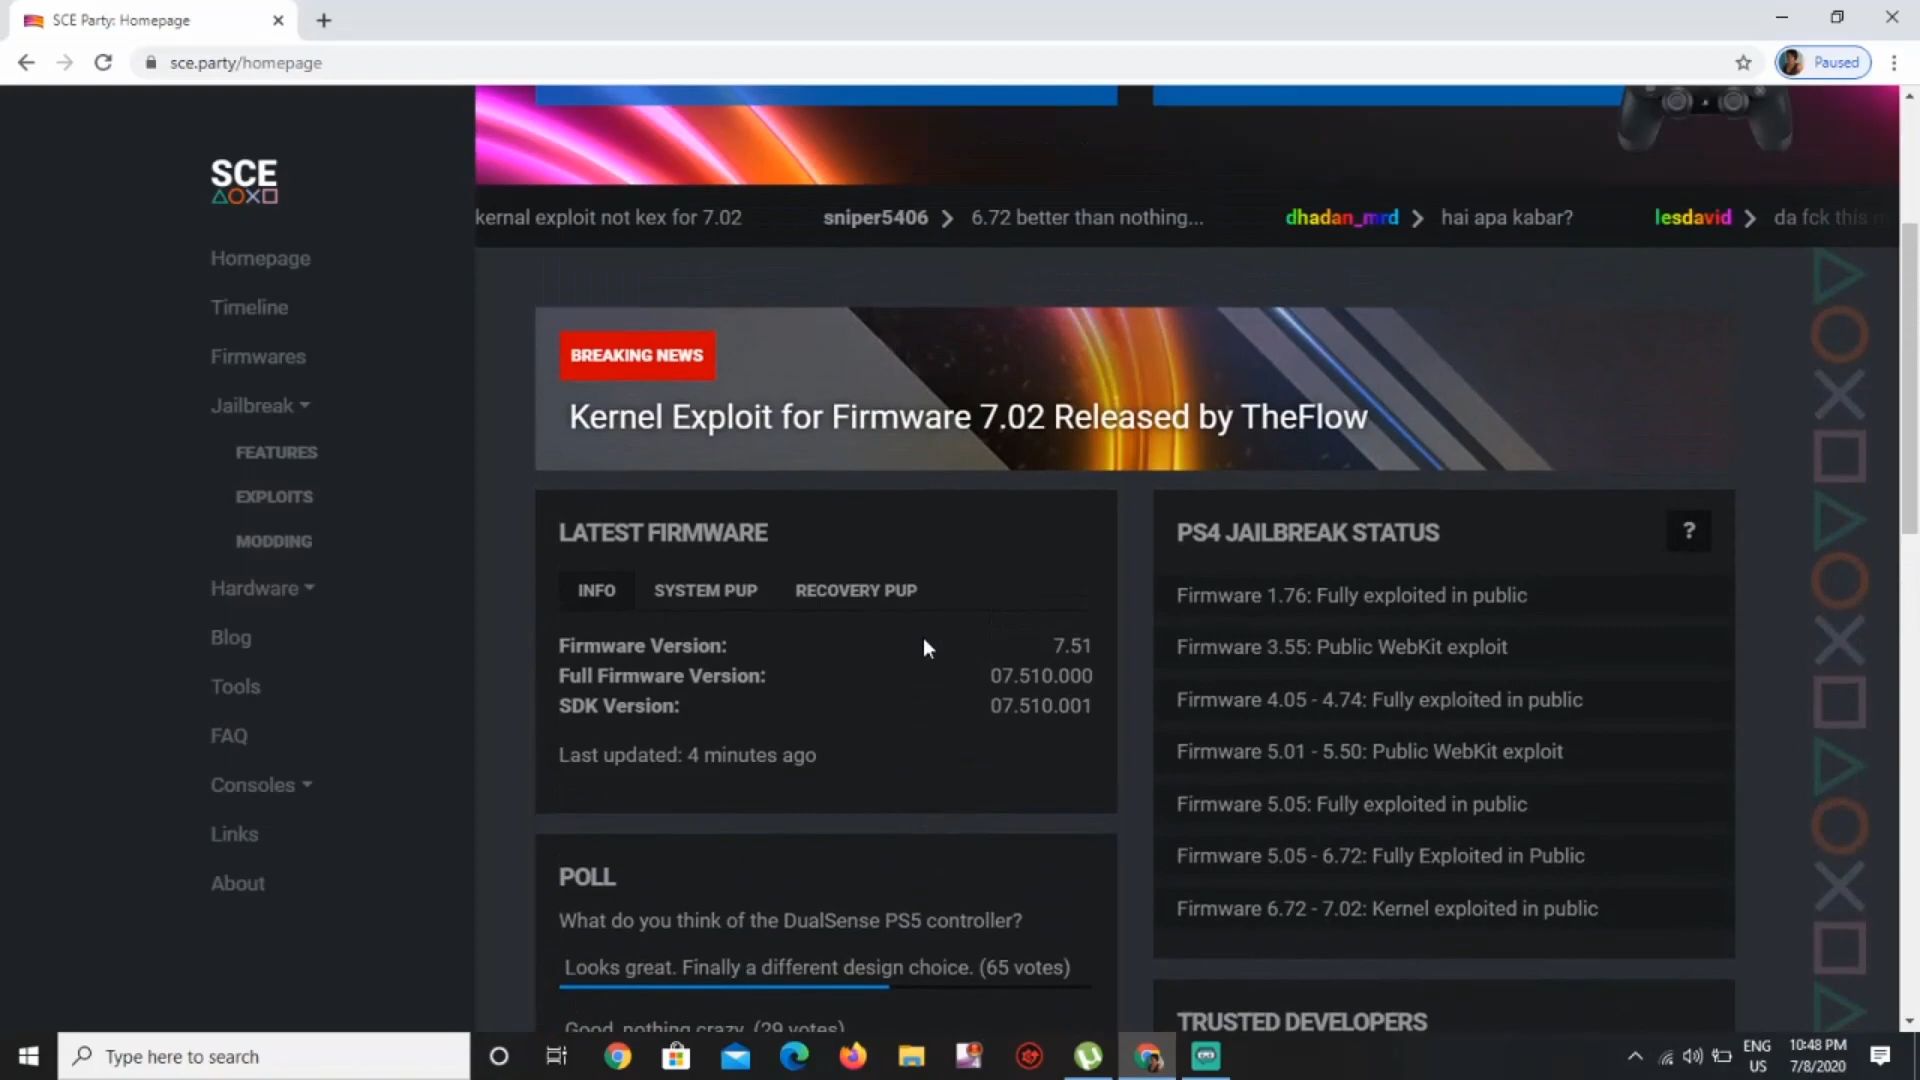 SCE Party: Homepage
sce.party/homepage
Paused
SCE
Homepage
Timeline
Firmwares
Jailbreak
FEATURES
EXPLOITS
MODDING
Hardware
Blog
Tools
FAQ
Consoles
Links
About
kernal exploit not kex for 7.02 sniper5406 6.72 better than nothing... dhadan_mrd hai apa kabar? lesdavid da fck this
BREAKING NEWS
Kernel Exploit for Firmware 7.02 Released by TheFlow
LATEST FIRMWARE
INFO SYSTEM PUP RECOVERY PUP
Firmware Version: 7.51
Full Firmware Version: 07.510.000
SDK Version: 07.510.001
Last updated: 4 minutes ago
POLL
What do you think of the DualSense PS5 controller?
Looks great. Finally a different design choice. (65 votes)
Good, nothing crazy. (29 votes)
PS4 JAILBREAK STATUS
?
Firmware 1.76: Fully exploited in public
Firmware 3.55: Public WebKit exploit
Firmware 4.05 - 4.74: Fully exploited in public
Firmware 5.01 - 5.50: Public WebKit exploit
Firmware 5.05: Fully exploited in public
Firmware 5.05 - 6.72: Fully Exploited in Public
Firmware 6.72 - 7.02: Kernel exploited in public
TRUSTED DEVELOPERS
Type here to search
ENG
US
10:48 PM
7/8/2020